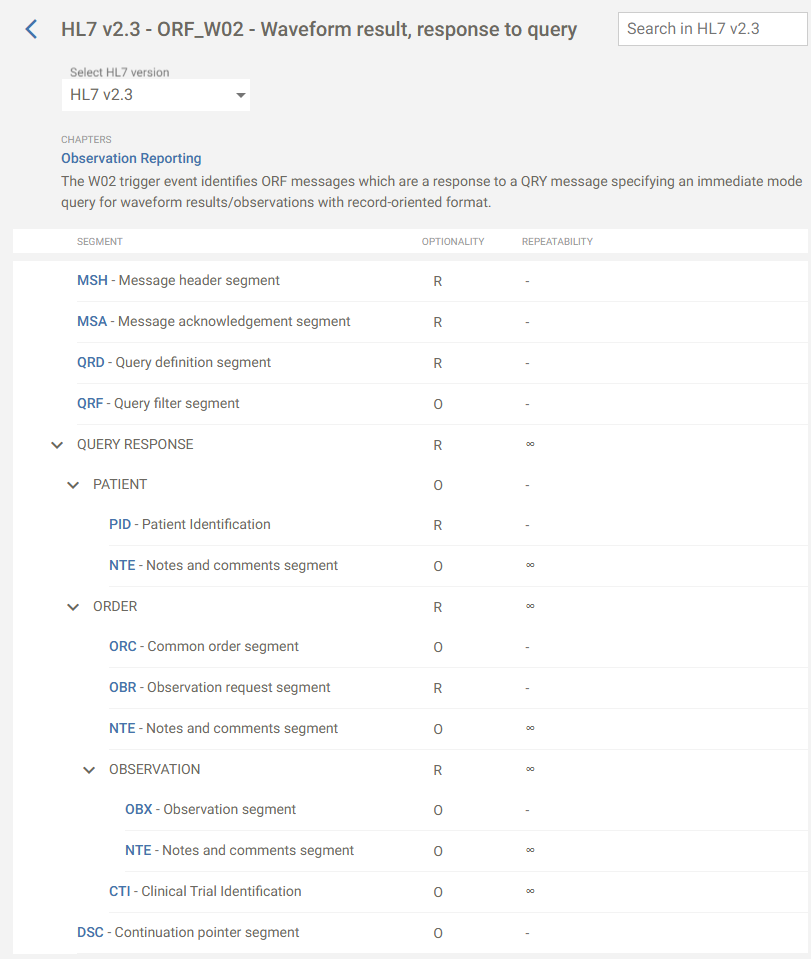 HL7 v2.3 - ORF_W02 - Waveform result, response to query
Search in HL7 v2.3
Select HL7 version
HL7 v2.3
CHAPTERS
Observation Reporting
The W02 trigger event identifies ORF messages which are a response to a QRY message specifying an immediate mode
query for waveform results/observations with record-oriented format.
SEGMENT OPTIONALITY REPEATABILITY
MSH - Message header segment R -
MSA - Message acknowledgement segment R -
QRD - Query definition segment R -
QRF - Query filter segment O -
QUERY RESPONSE R ∞
PATIENT O -
PID - Patient Identification R -
NTE - Notes and comments segment O ∞
ORDER R ∞
ORC - Common order segment O -
OBR - Observation request segment R -
NTE - Notes and comments segment O ∞
OBSERVATION R ∞
OBX - Observation segment O -
NTE - Notes and comments segment O ∞
CTI - Clinical Trial Identification O ∞
DSC - Continuation pointer segment O -